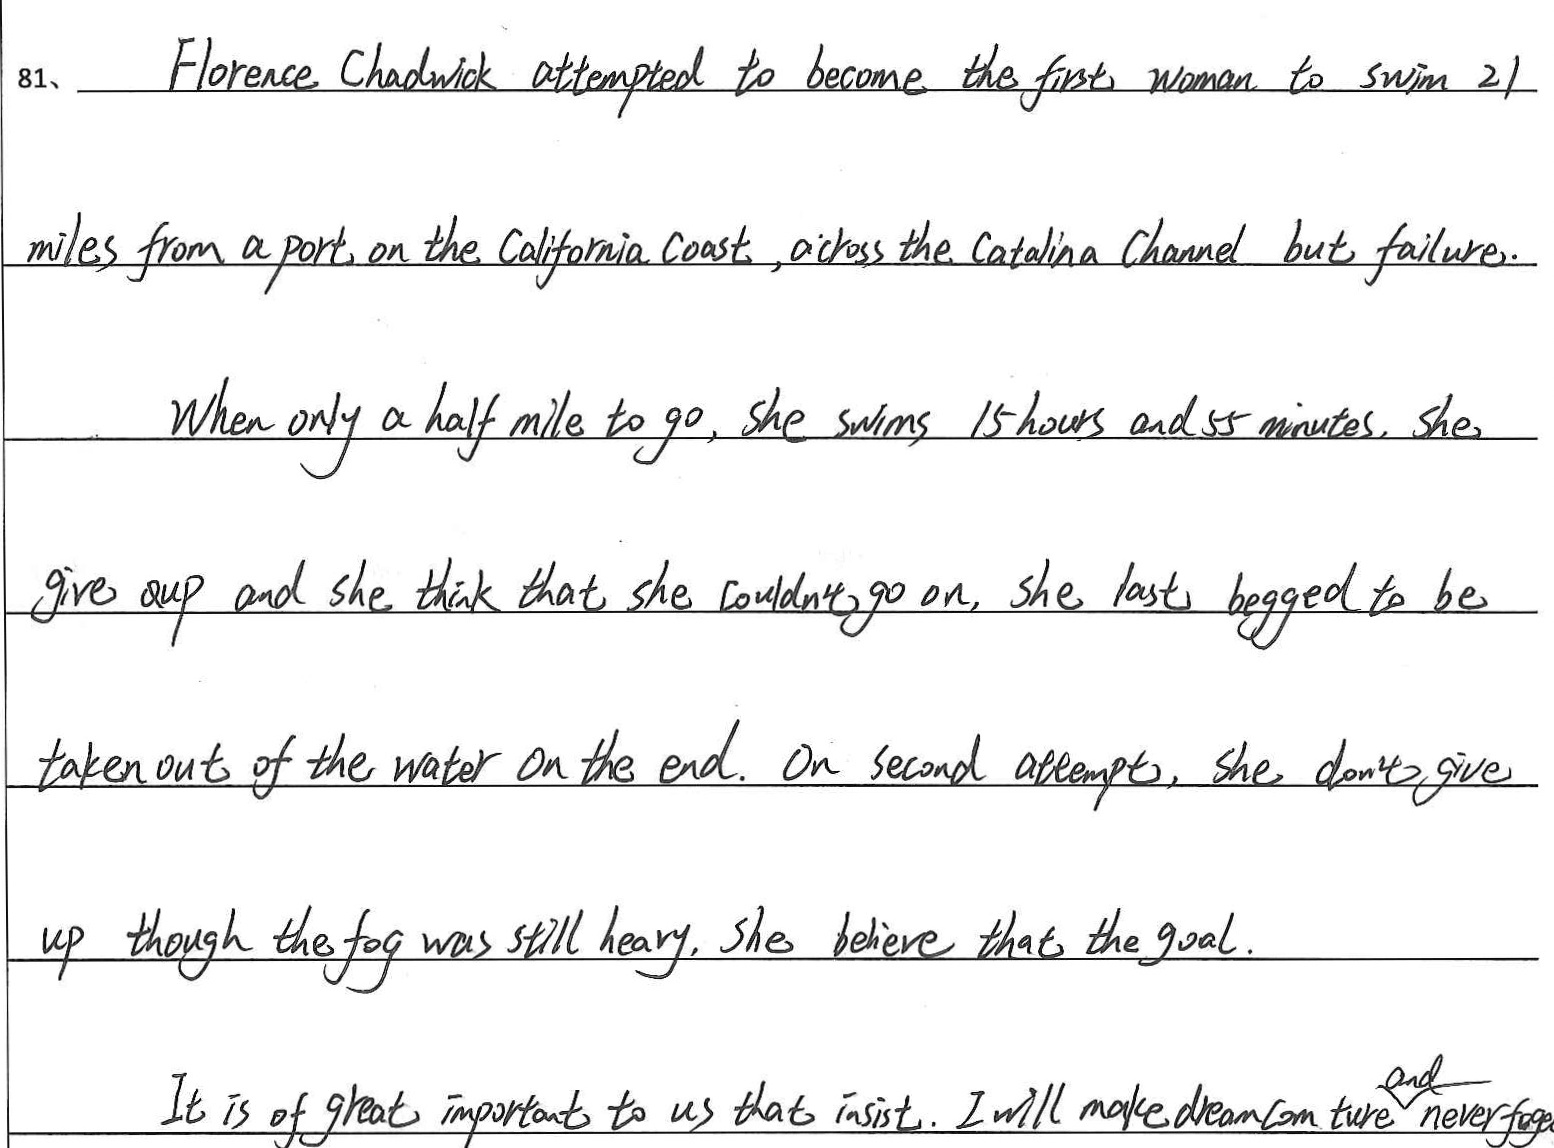 81、 Florence Chadwick attempted to become the first woman to swim 21
miles from a port on the California Coast, across the Catalina Channel but failure.
When only a half mile to go, she swims 15 hours and 55 minutes. she
give up and she think that she couldn't go on, she last begged to be
taken out of the water on the end. On second attempt, she don't give
up though the fog was still heavy. She believe that the goal.
It is of great important to us that insist. I will make dream com ture and never